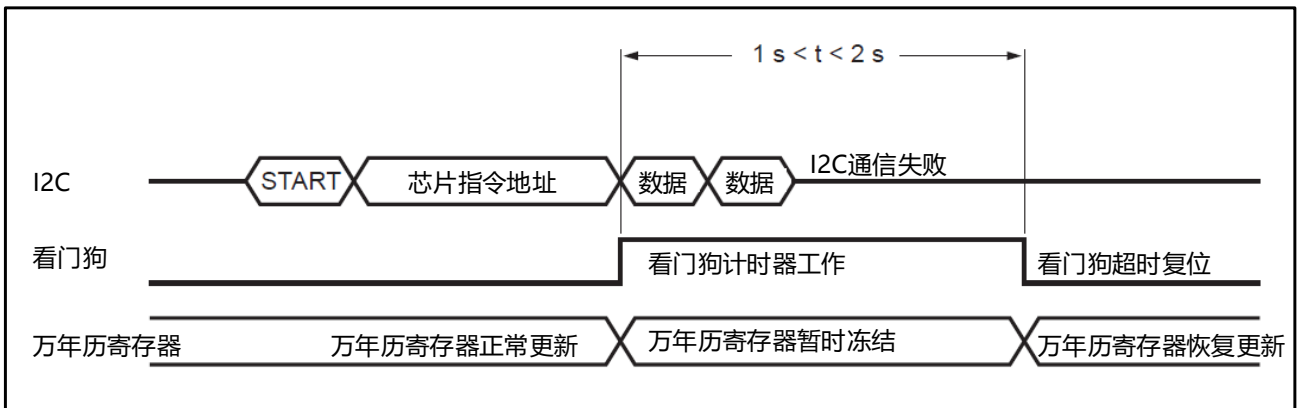 1 s < t < 2 s
I2C START 芯片指令地址 数据 数据 I2C通信失败
看门狗 看门狗计时器工作 看门狗超时复位
万年历寄存器 万年历寄存器正常更新 万年历寄存器暂时冻结 万年历寄存器恢复更新